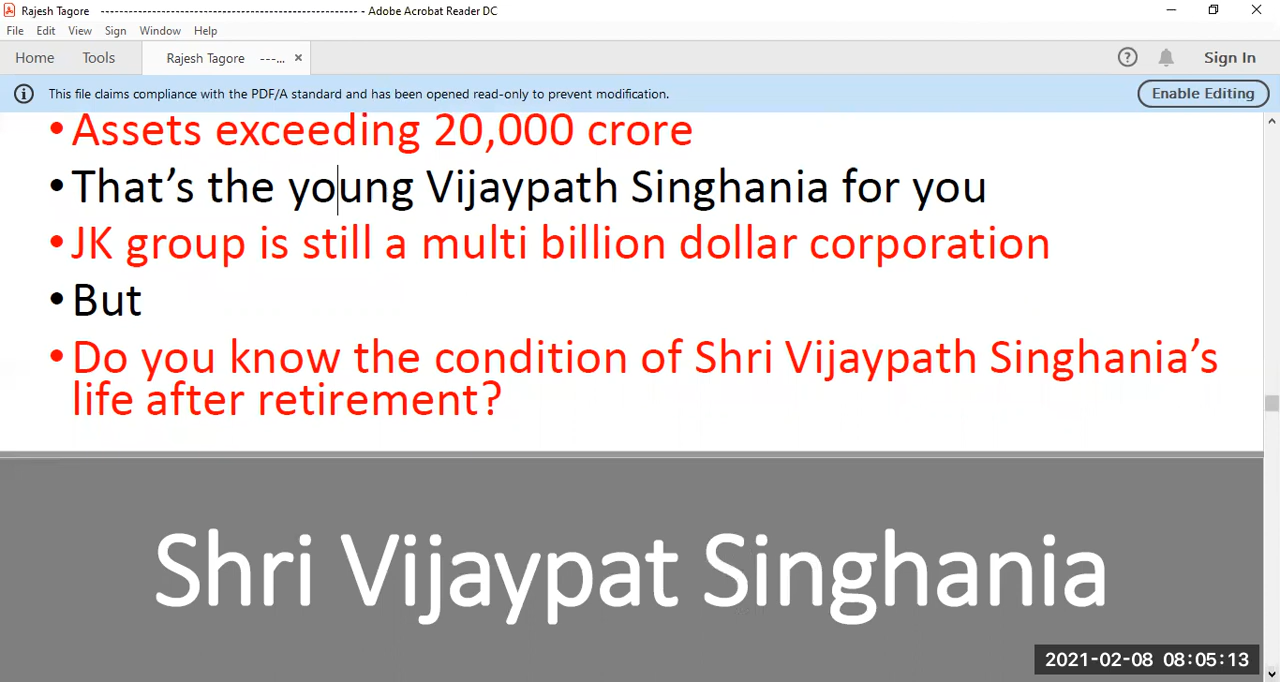 Rajesh Tagore ---------------------------------------------------- - Adobe Acrobat Reader DC
File Edit View Sign Window Help
Home Tools Rajesh Tagore ---... × Sign In
This file claims compliance with the PDF/A standard and has been opened read-only to prevent modification. Enable Editing
•Assets exceeding 20,000 crore
•That’s the young Vijaypath Singhania for you
•JK group is still a multi billion dollar corporation
•But
•Do you know the condition of Shri Vijaypath Singhania’s
life after retirement?
Shri Vijaypat Singhania
2021-02-08 08:05:13